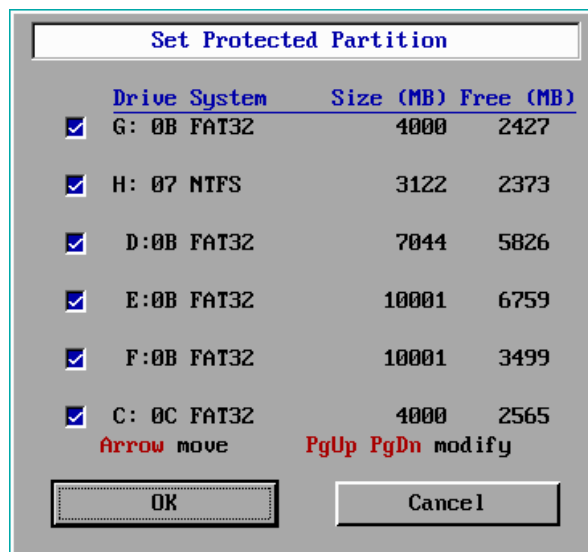 Set Protected Partition
Drive System Size (MB) Free (MB)
G: 0B FAT32 4000 2427
H: 07 NTFS 3122 2373
D:0B FAT32 7044 5826
E:0B FAT32 10001 6759
F:0B FAT32 10001 3499
C: 0C FAT32 4000 2565
Arrow move PgUp PgDn modify
OK Cancel